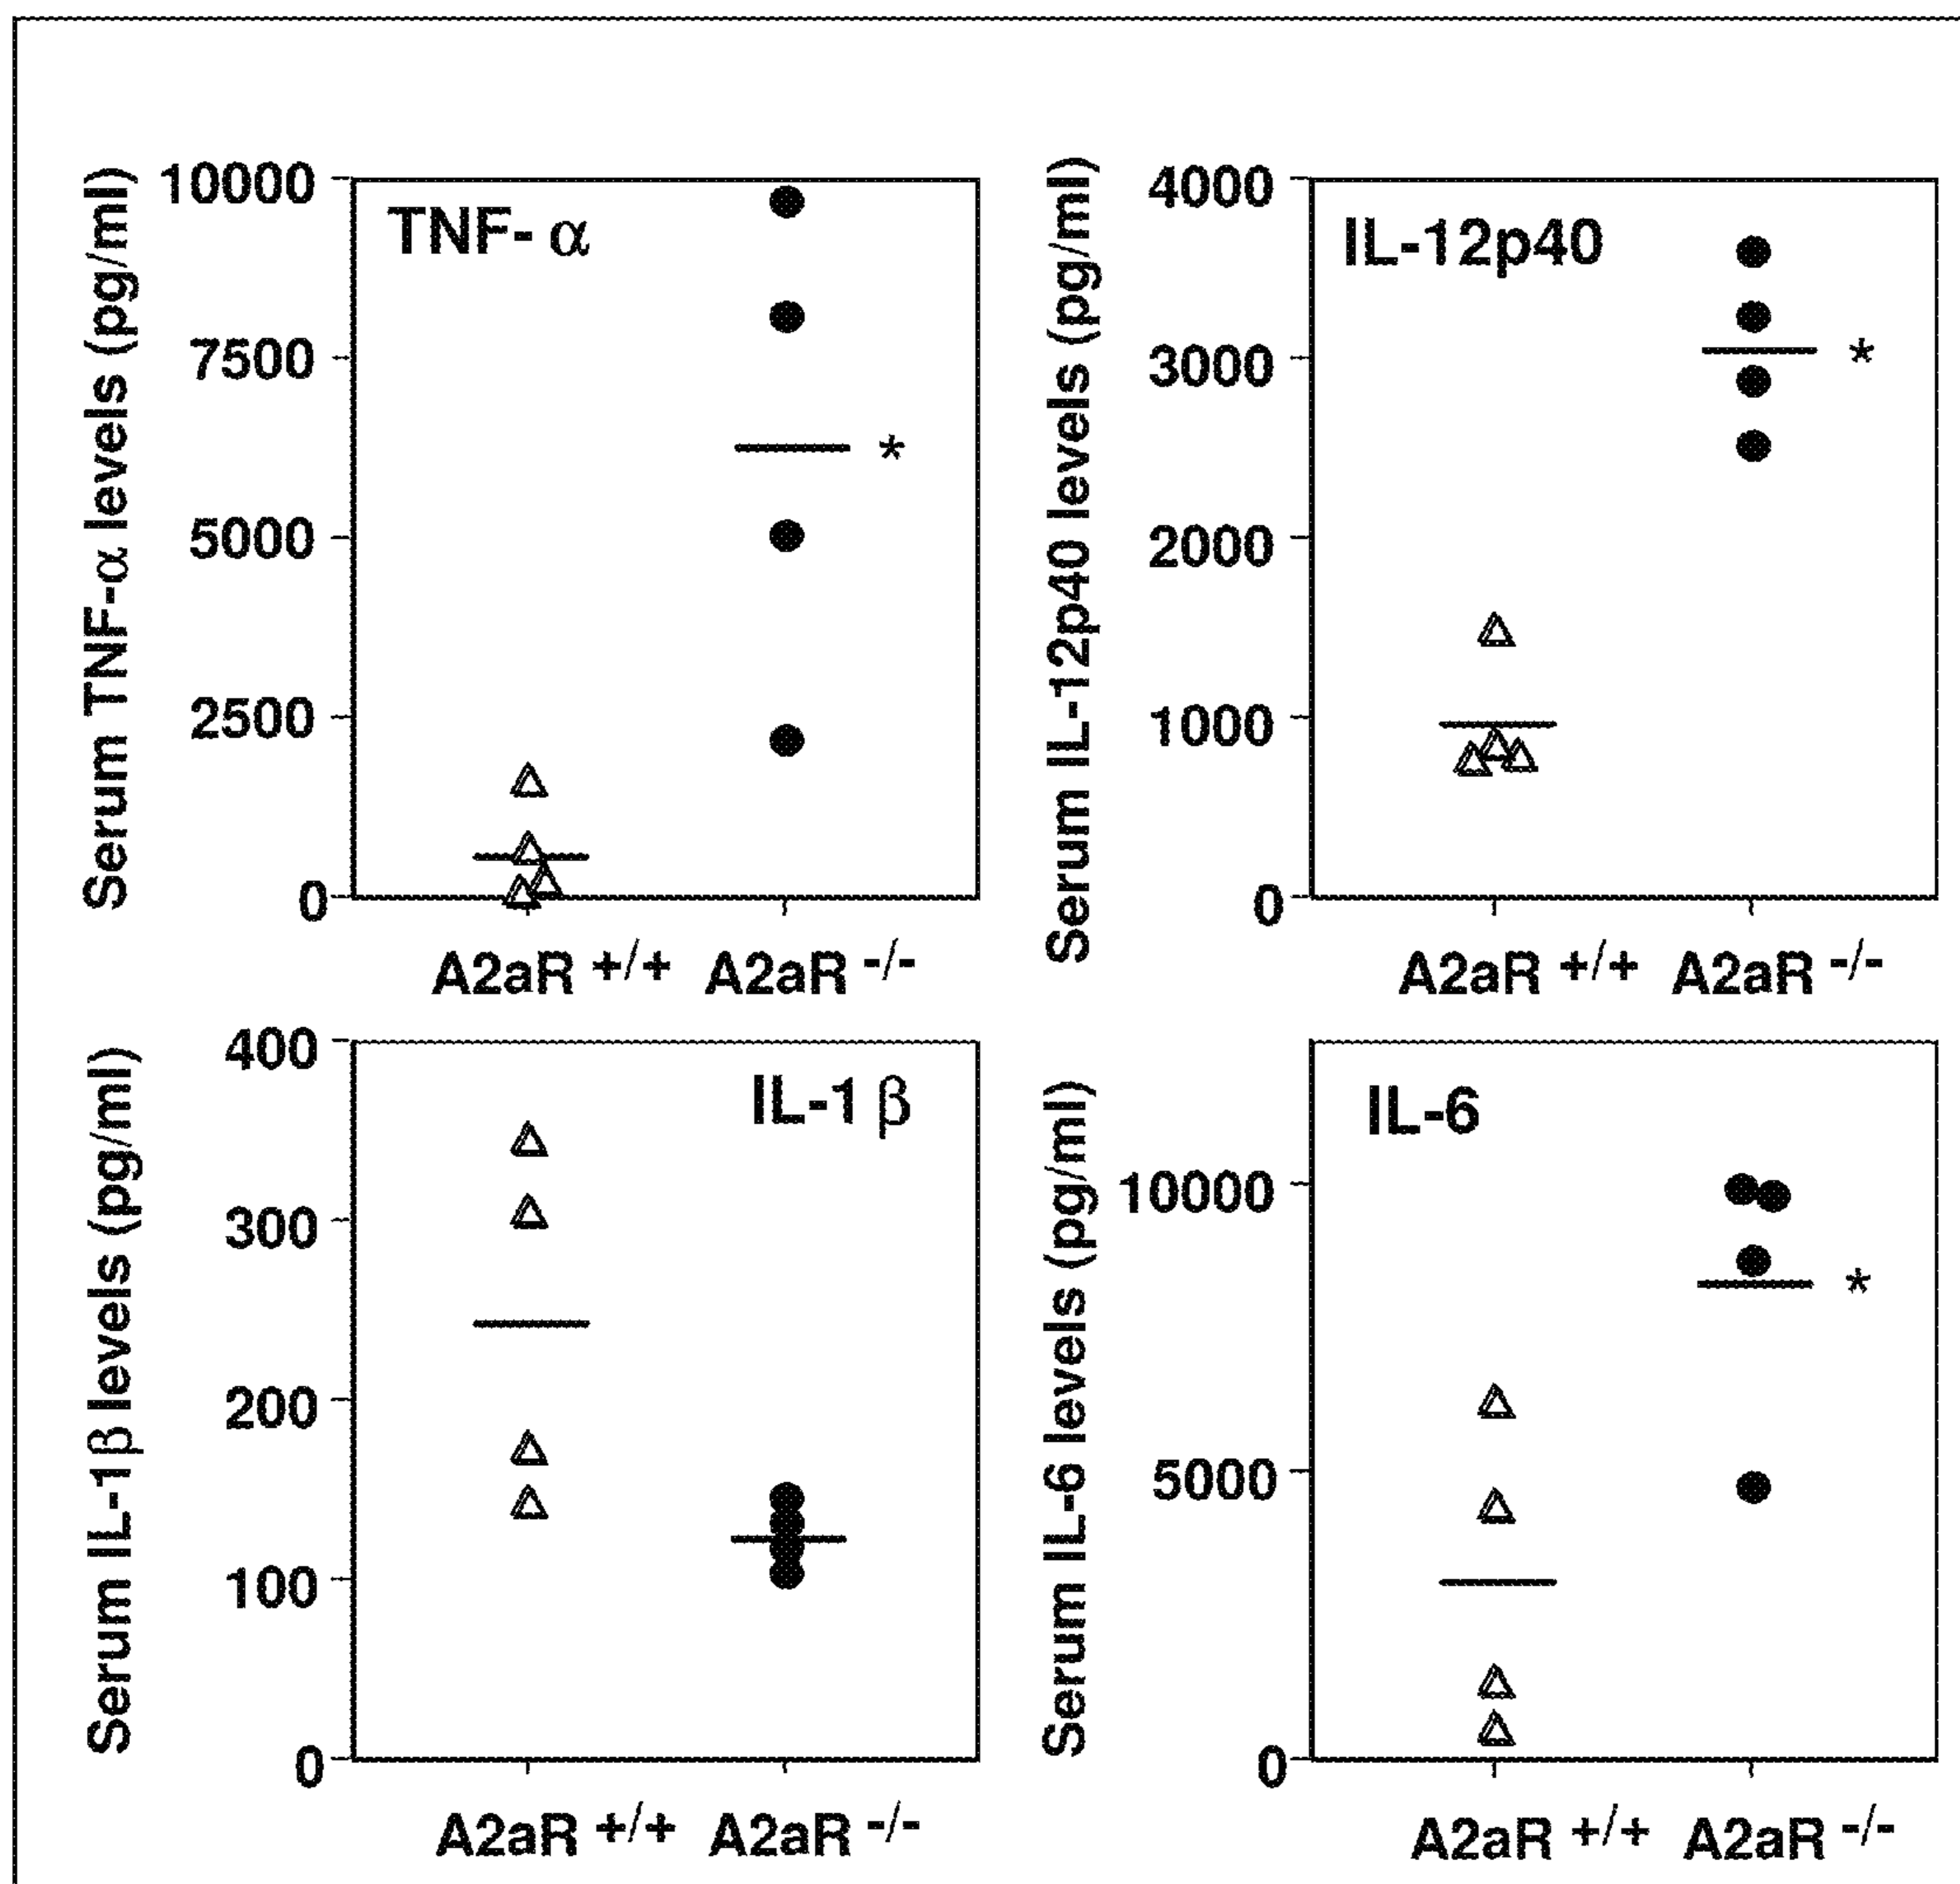 Serum TNF-α levels (pg/ml)
10000
7500
5000
2500
0
TNF- α
*
A2aR +/+ A2aR -/-
Serum IL-12p40 levels (pg/ml)
4000
3000
2000
1000
0
IL-12p40
*
A2aR +/+ A2aR -/-
Serum IL-1β levels (pg/ml)
400
300
200
100
0
IL-1 β
A2aR +/+ A2aR -/-
Serum IL-6 levels (pg/ml)
10000
5000
0
IL-6
*
A2aR +/+ A2aR -/-